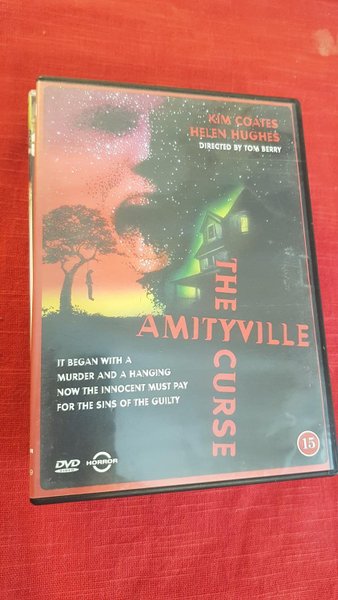 KIM COATES
HELEN HUGHES
DIRECTED BY TOM BERRY
THE
AMITYVILLE
CURSE
IT BEGAN WITH A
MURDER AND A HANGING
NOW THE INNOCENT MUST PAY
FOR THE SINS OF THE GUILTY
DVD
HORROR
15